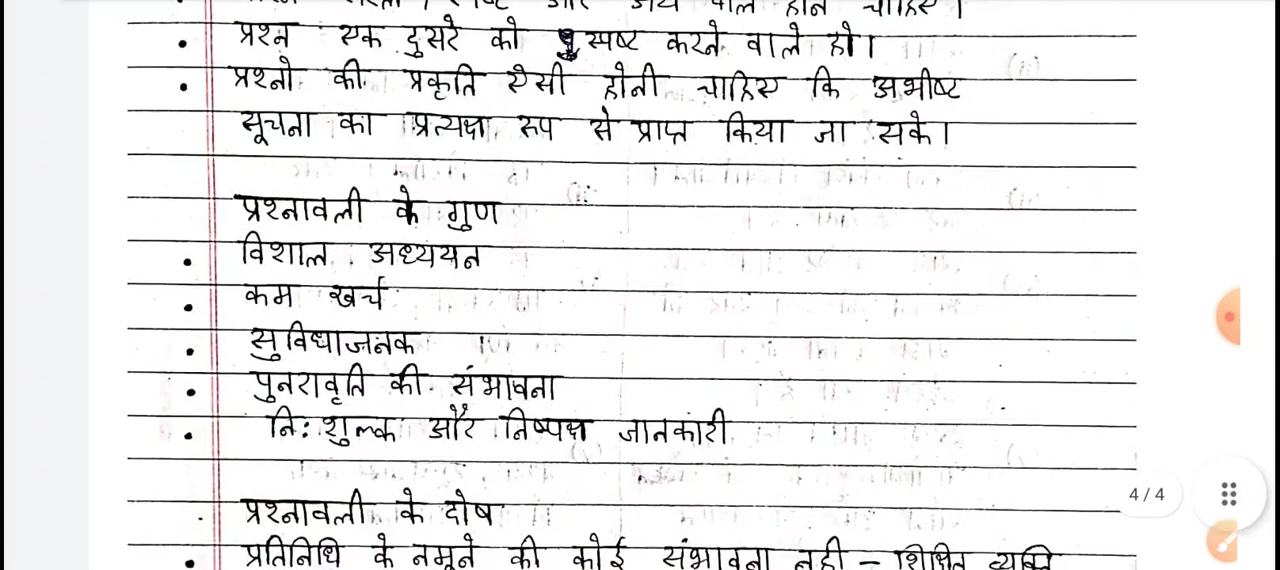 और
चाहिए।
• प्रश्न एक दुसरे को पु स्पष्ट करने वाले हो।
• प्रश्नो की प्रकृति ऐसी होनी चाहिए कि अभीष्ट
सूचना का प्रत्यक्ष रुप से प्राप्त किया जा सके।
प्रश्नावली के गुण
• विशाल अध्ययन
• कम खर्च
• सुविधाजनक
• पुनरावृति की संभावना
• नि: शुल्क और निष्पक्ष जानकारी
4 / 4
प्रश्नावली के दोष
• प्रतिनिधि के नमूने की कोई संभावना नही – शिक्षित व्यक्ति